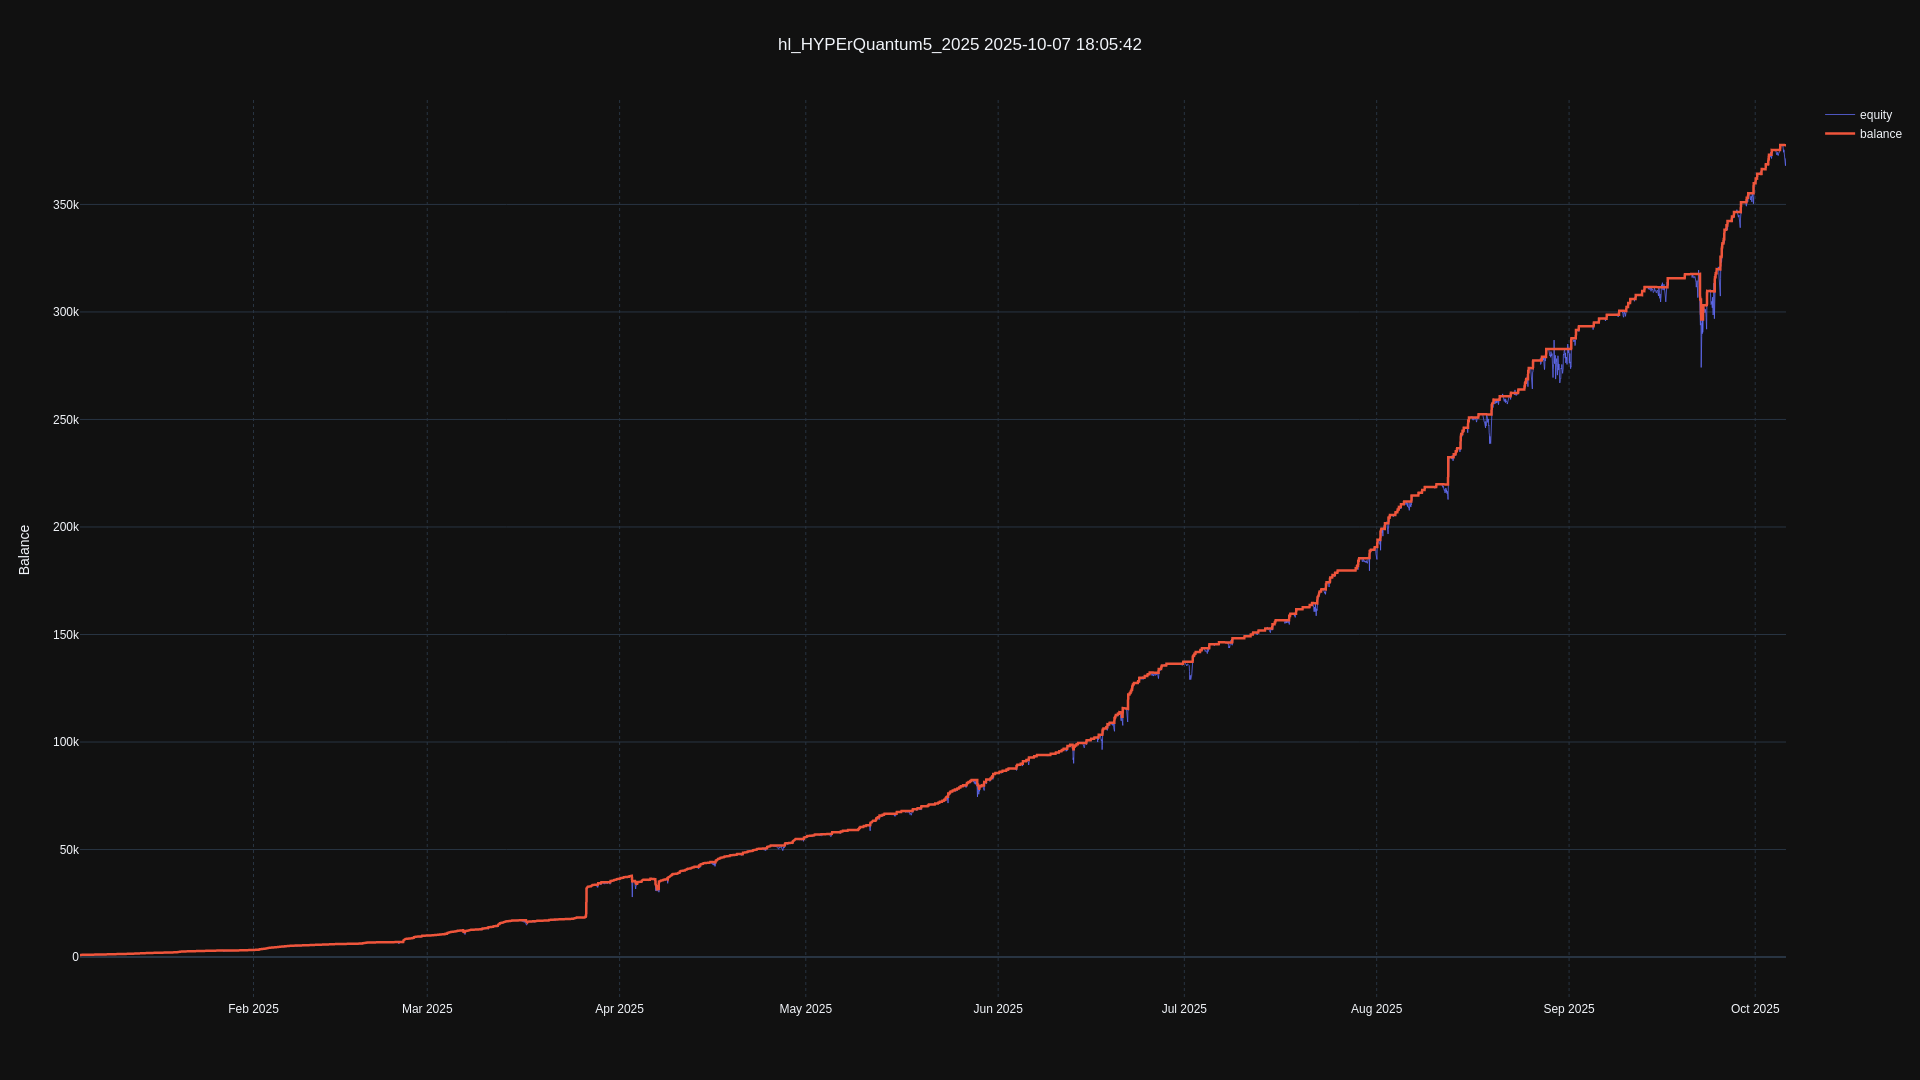 hl_HYPErQuantum5_2025 2025-10-07 18:05:42
equity
balance
350k
300k
250k
200k
150k
100k
50k
0
Balance
Feb 2025
Mar 2025
Apr 2025
May 2025
Jun 2025
Jul 2025
Aug 2025
Sep 2025
Oct 2025